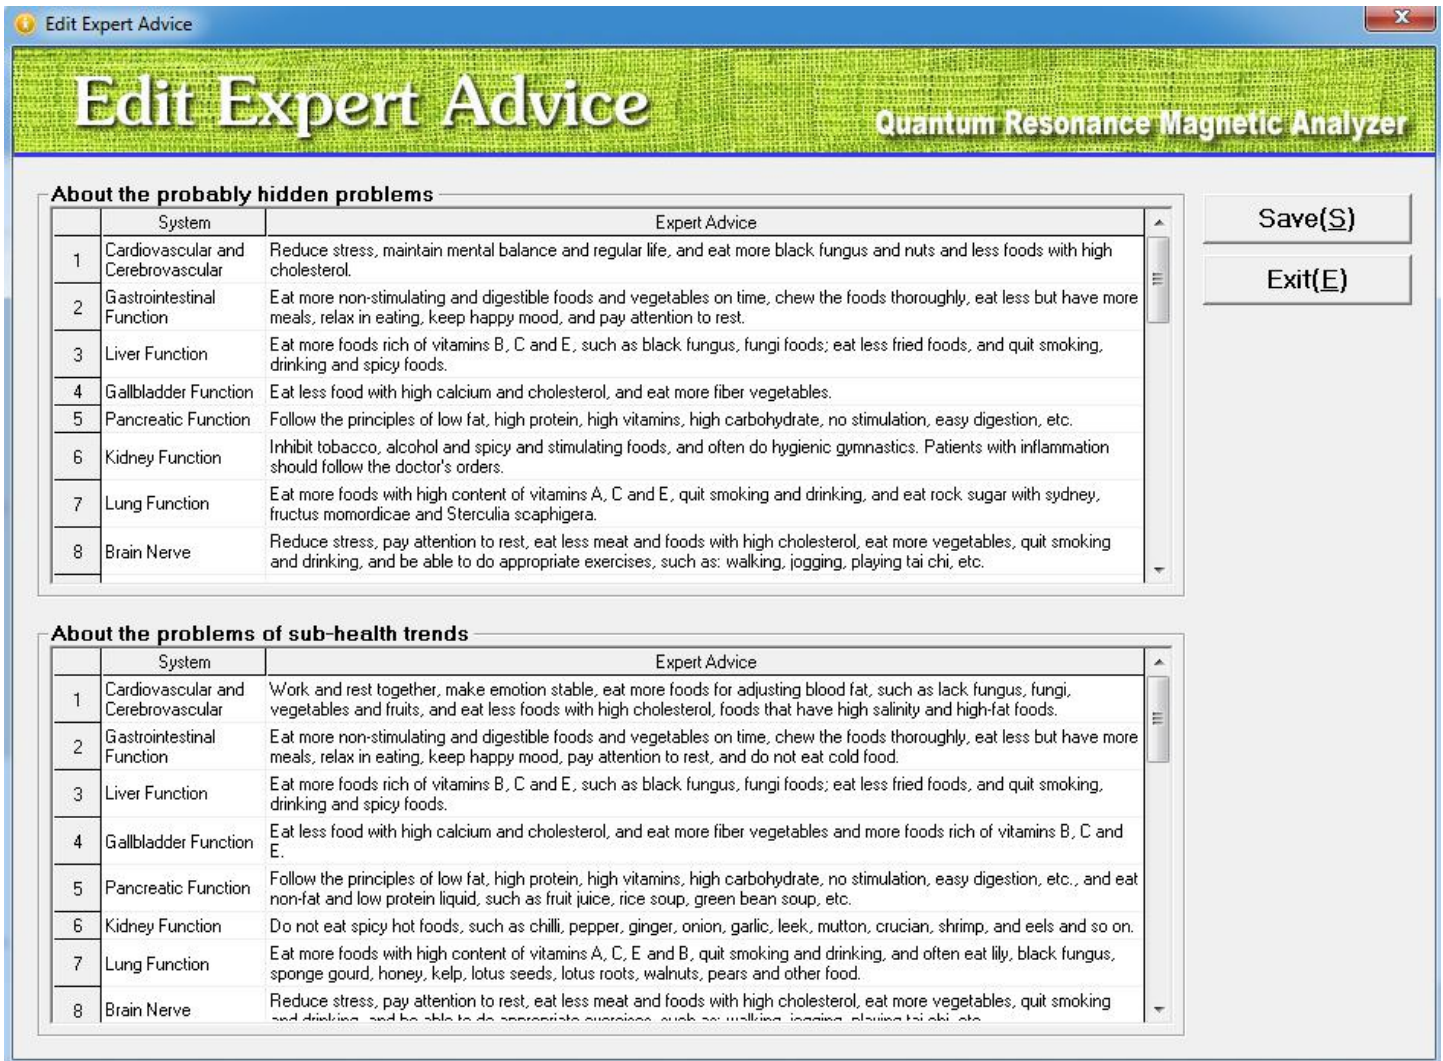 Edit Expert Advice
Edit Expert Advice
Quantum Resonance Magnetic Analyzer
About the probably hidden problems
System Expert Advice
1 Cardiovascular and Cerebrovascular Reduce stress, maintain mental balance and regular life, and eat more black fungus and nuts and less foods with high
cholesterol.
2 Gastrointestinal Function Eat more non-stimulating and digestible foods and vegetables on time, chew the foods thoroughly, eat less but have more
meals, relax in eating, keep happy mood, and pay attention to rest.
3 Liver Function Eat more foods rich of vitamins B, C and E, such as black fungus, fungi foods; eat less fried foods, and quit smoking,
drinking and spicy foods.
4 Gallbladder Function Eat less food with high calcium and cholesterol, and eat more fiber vegetables.
5 Pancreatic Function Follow the principles of low fat, high protein, high vitamins, high carbohydrate, no stimulation, easy digestion, etc.
6 Kidney Function Inhibit tobacco, alcohol and spicy and stimulating foods, and often do hygienic gymnastics. Patients with inflammation
should follow the doctor's orders.
7 Lung Function Eat more foods with high content of vitamins A, C and E, quit smoking and drinking, and eat rock sugar with sydney,
fructus momordicae and Sterculia scaphigera.
8 Brain Nerve Reduce stress, pay attention to rest, eat less meat and foods with high cholesterol, eat more vegetables, quit smoking
and drinking, and be able to do appropriate exercises, such as: walking, jogging, playing tai chi, etc.
Save(S)
Exit(E)
About the problems of sub-health trends
System Expert Advice
1 Cardiovascular and Cerebrovascular Work and rest together, make emotion stable, eat more foods for adjusting blood fat, such as lack fungus, fungi,
vegetables and fruits, and eat less foods with high cholesterol, foods that have high salinity and high-fat foods.
2 Gastrointestinal Function Eat more non-stimulating and digestible foods and vegetables on time, chew the foods thoroughly, eat less but have more
meals, relax in eating, keep happy mood, pay attention to rest, and do not eat cold food.
3 Liver Function Eat more foods rich of vitamins B, C and E, such as black fungus, fungi foods; eat less fried foods, and quit smoking,
drinking and spicy foods.
4 Gallbladder Function Eat less food with high calcium and cholesterol, and eat more fiber vegetables and more foods rich of vitamins B, C and
E.
5 Pancreatic Function Follow the principles of low fat, high protein, high vitamins, high carbohydrate, no stimulation, easy digestion, etc., and eat
non-fat and low protein liquid, such as fruit juice, rice soup, green bean soup, etc.
6 Kidney Function Do not eat spicy hot foods, such as chilli, pepper, ginger, onion, garlic, leek, mutton, crucian, shrimp, and eels and so on.
7 Lung Function Eat more foods with high content of vitamins A, C, E and B, quit smoking and drinking, and often eat lily, black fungus,
sponge gourd, honey, kelp, lotus seeds, lotus roots, walnuts, pears and other food.
8 Brain Nerve Reduce stress, pay attention to rest, eat less meat and foods with high cholesterol, eat more vegetables, quit smoking
and drinking, and be able to do appropriate exercises, such as: walking, jogging, playing tai chi, etc.